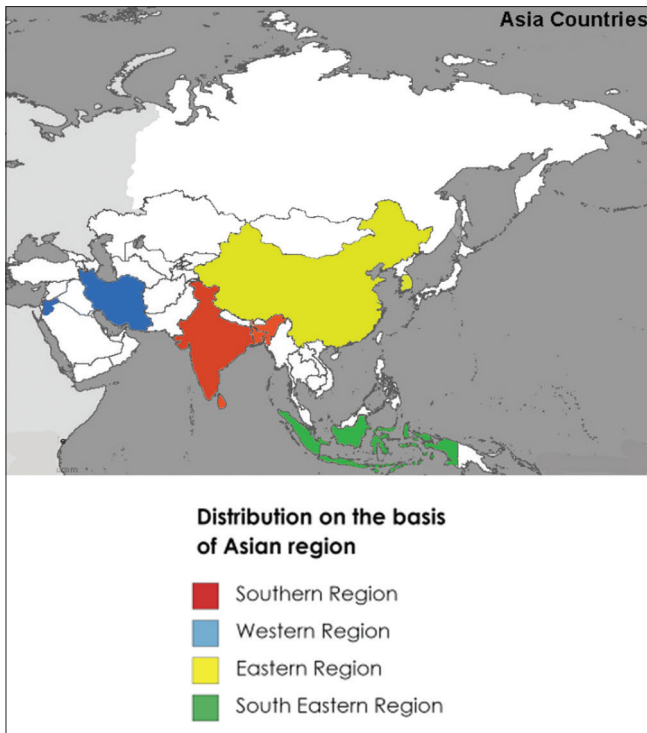 Asia Countries
Distribution on the basis
of Asian region
Southern Region
Western Region
Eastern Region
South Eastern Region